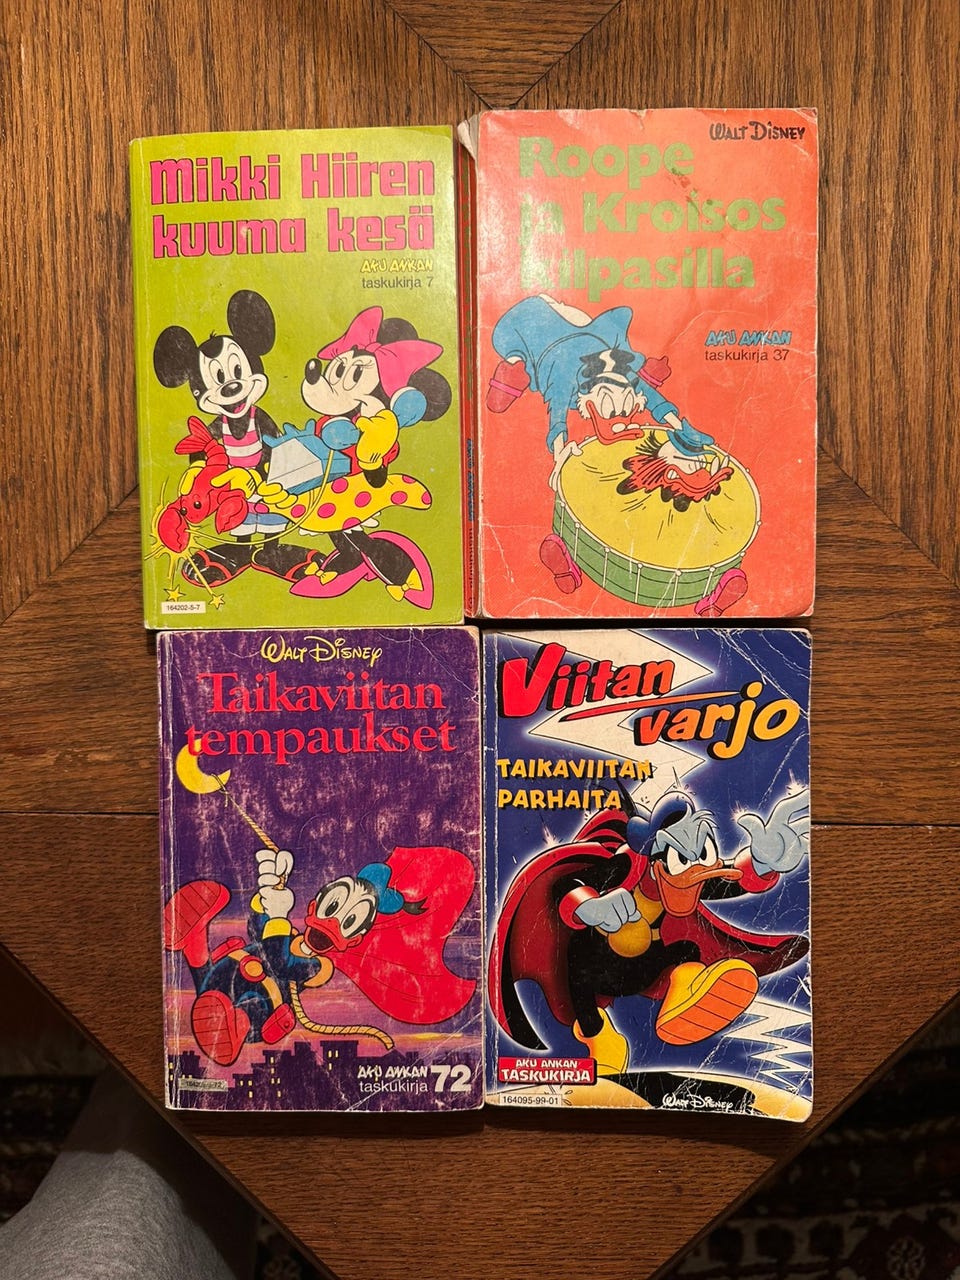 Mikki Hiiren
kuuma kesä
AKU ANKAN
taskukirja 7
164202-5-7
WALT DISNEY
Roope
ja Kroisos
kilpasilla
AKU ANKAN
taskukirja 37
WALT DISNEY
Taikaviitan
tempaukset
AKU ANKAN
taskukirja 72
Viitan
varjo
TAIKAVIITAN
PARHAITA
AKU ANKAN
TASKUKIRJA
164095-99-01
WALT DISNEY